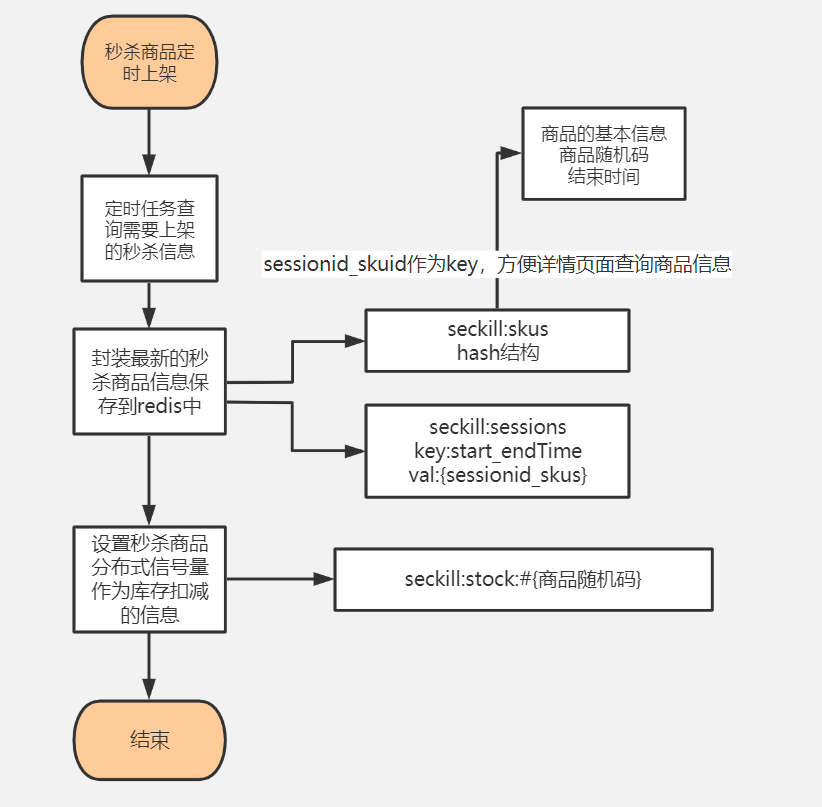 秒杀商品定
时上架
定时任务查
询需要上架
的秒杀信息
商品的基本信息
商品随机码
结束时间
sessionid_skuid作为key，方便详情页面查询商品信息
封装最新的秒
杀商品信息保
存到redis中
seckill:skus
hash结构
seckill:sessions
key:start_endTime
val:{sessionid_skus}
设置秒杀商品
分布式信号量
作为库存扣减
的信息
seckill:stock:#{商品随机码}
结束